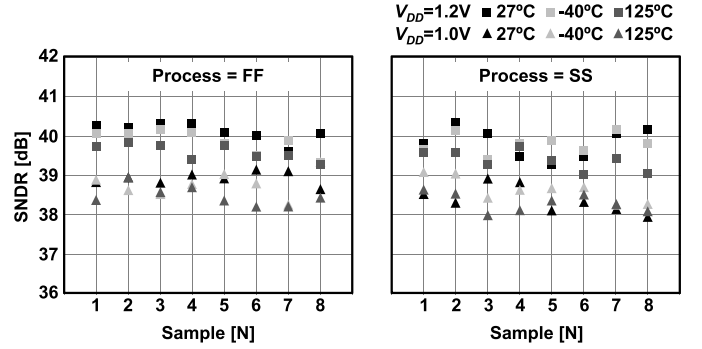 V_DD=1.2V ■ 27ºC ■ -40ºC ■ 125ºC
V_DD=1.0V ▲ 27ºC ▲ -40ºC ▲ 125ºC
Process = FF
Process = SS
SNDR [dB]
42
41
40
39
38
37
36
1 2 3 4 5 6 7 8
1 2 3 4 5 6 7 8
Sample [N]
Sample [N]